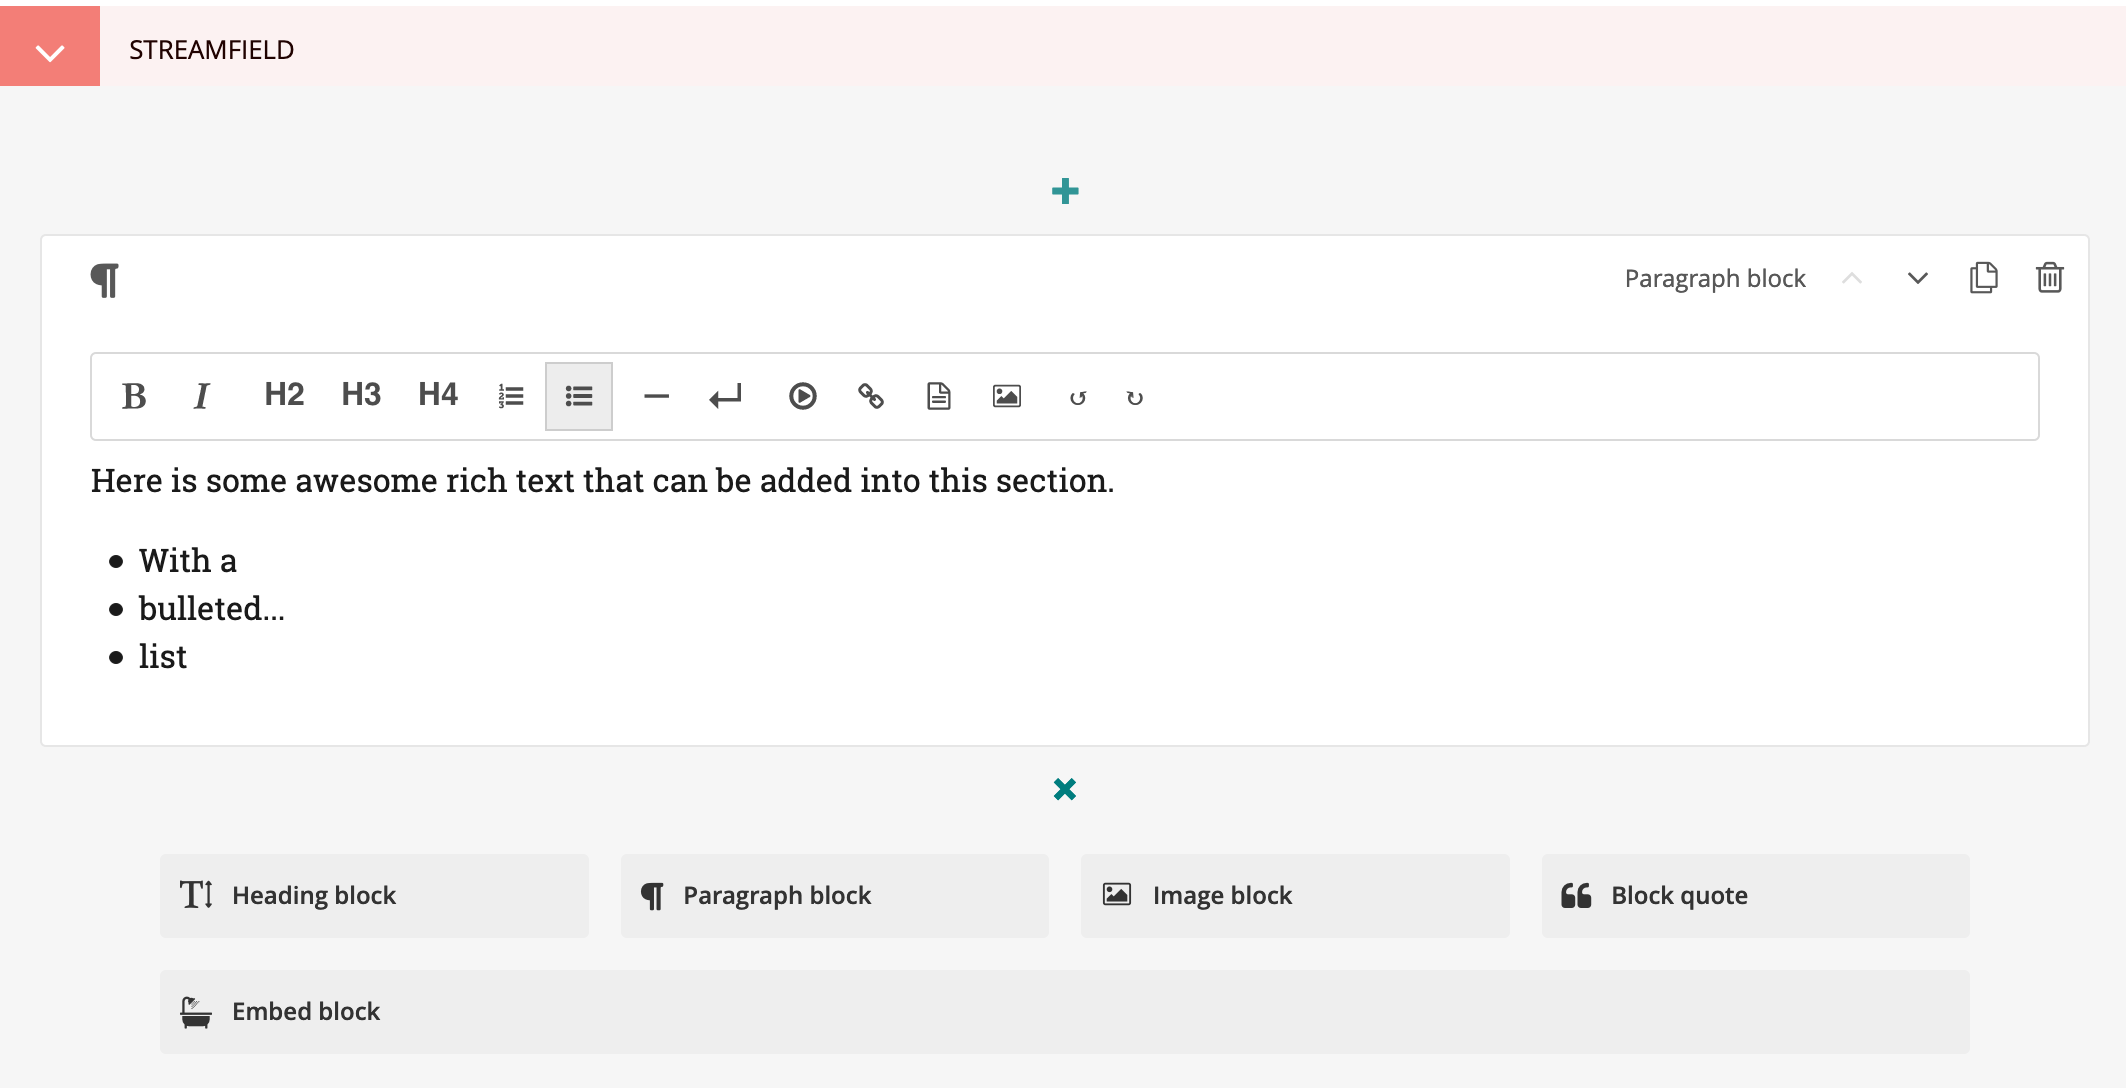 STREAMFIELD
Paragraph block
B I H2 H3 H4
Here is some awesome rich text that can be added into this section.
With a
bulleted...
list
Heading block
Paragraph block
Image block
Block quote
Embed block